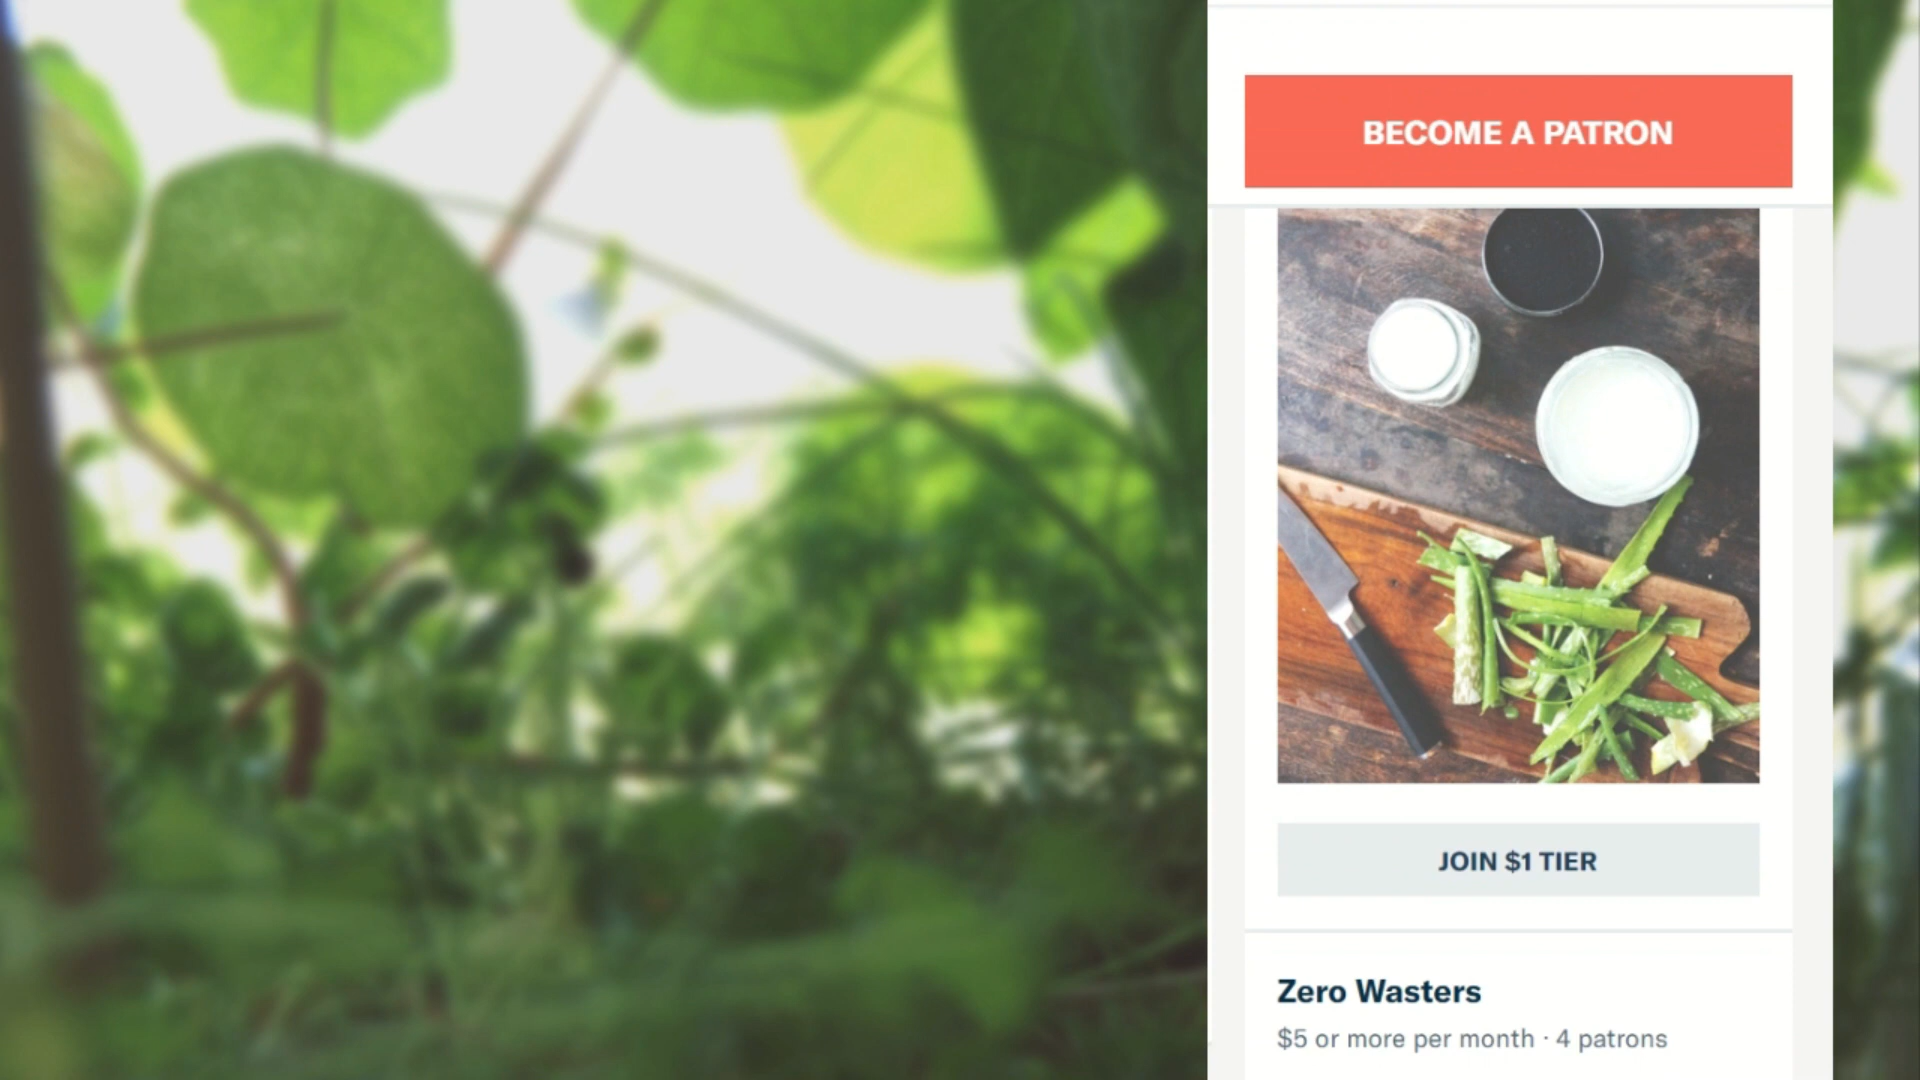 BECOME A PATRON
JOIN $1 TIER
Zero Wasters
$5 or more per month · 4 patrons